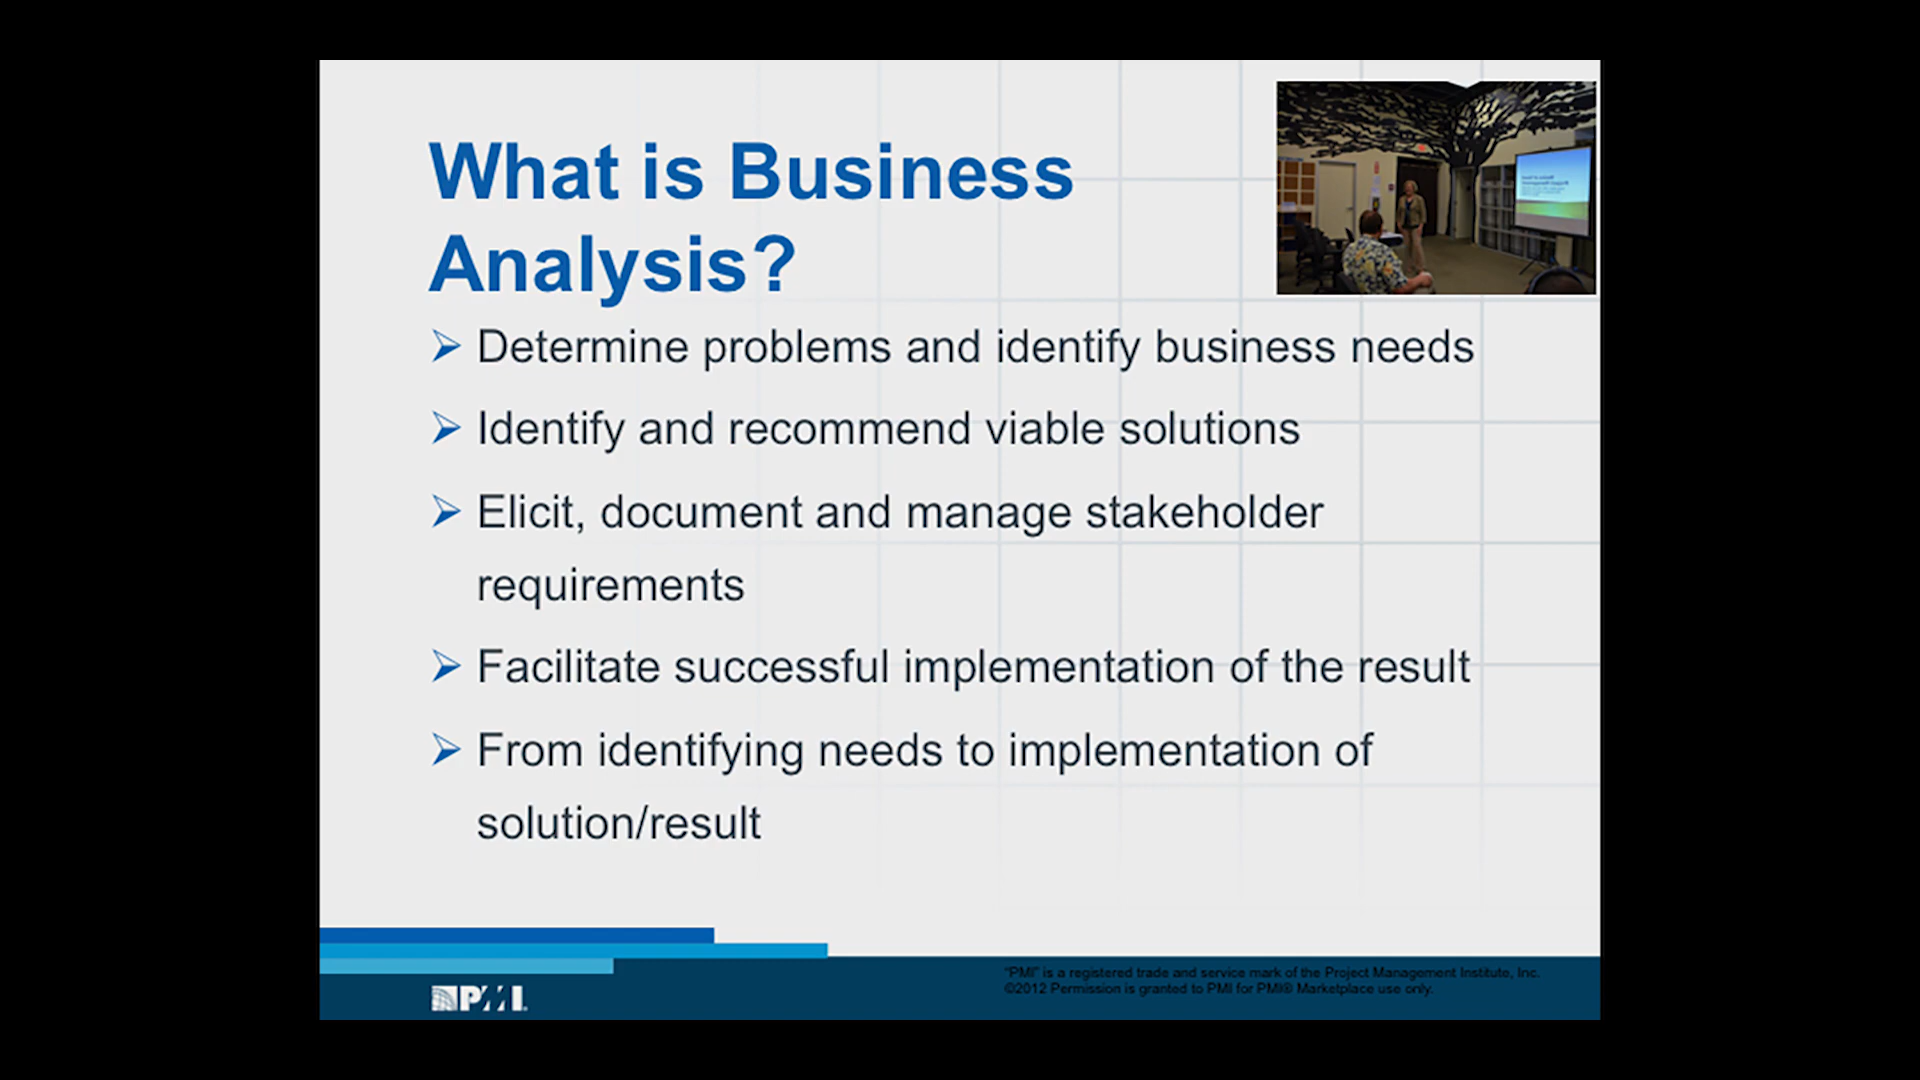 What is Business
Analysis?
Determine problems and identify business needs
Identify and recommend viable solutions
Elicit, document and manage stakeholder
requirements
Facilitate successful implementation of the result
From identifying needs to implementation of
solution/result
"PMI" is a registered trade and service mark of the Project Management Institute, Inc.
©2012 Permission is granted to PMI for PMI® Marketplace use only.
PMI